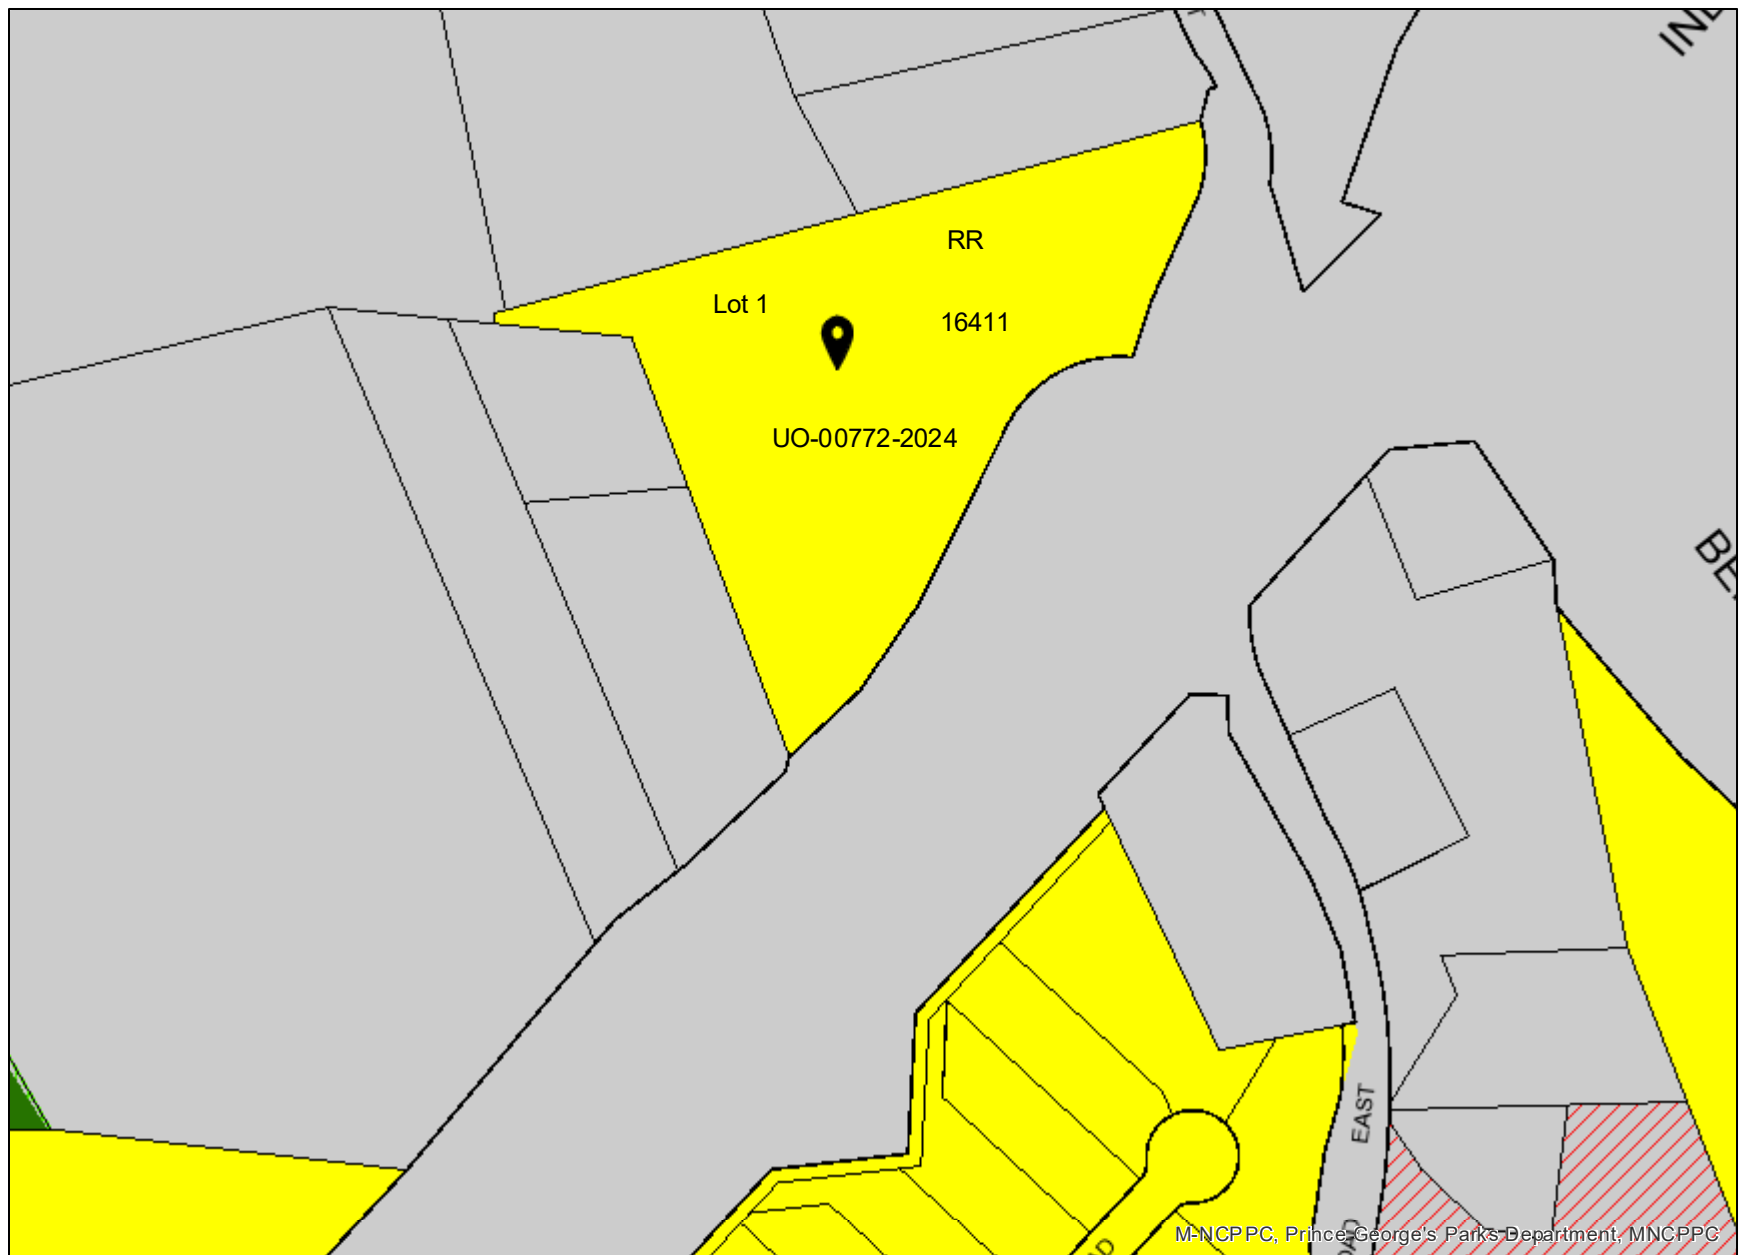 RR
Lot 1
16411
UO-00772-2024
EAST
M-NCPPC, Prince George's Parks Department, MNCPPC